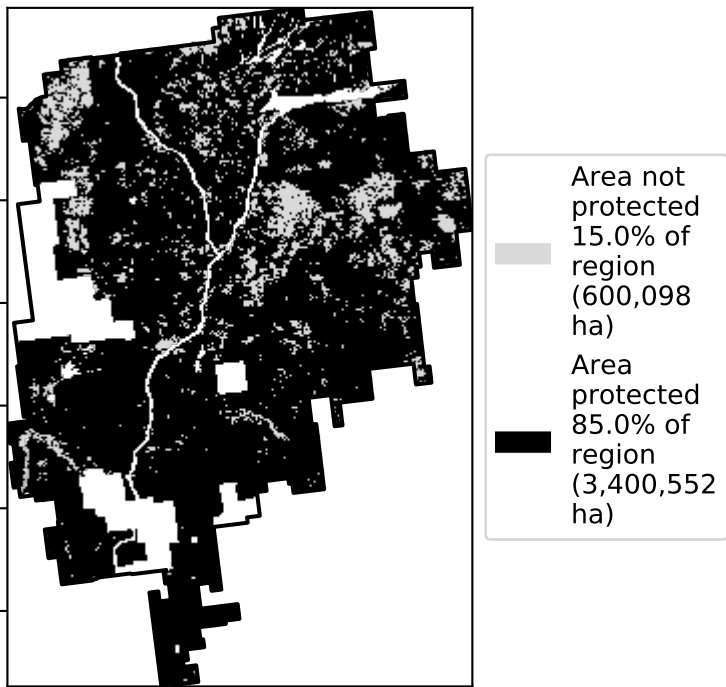 Area not
protected
15.0% of
region
(600,098
ha)
Area
protected
85.0% of
region
(3,400,552
ha)